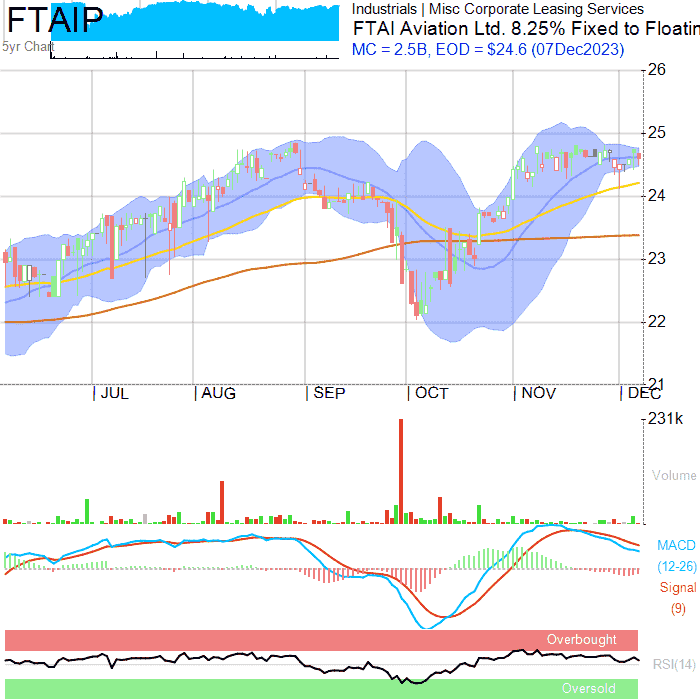 FTAIP
5yr Chart
Industrials | Misc Corporate Leasing Services
FTAI Aviation Ltd. 8.25% Fixed to Floatin
MC = 2.5B, EOD = $24.6 (07Dec2023)
26
25
24
23
22
21
JUL AUG SEP OCT NOV DEC
231k
Volume
MACD
(12-26)
Signal
(9)
Overbought
RSI(14)
Oversold